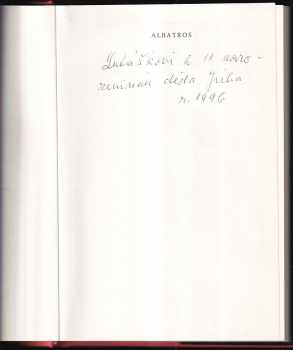 ALBATROS
Lukáškovi k 11 naro-
zeninám děda Jirka
r. 1996